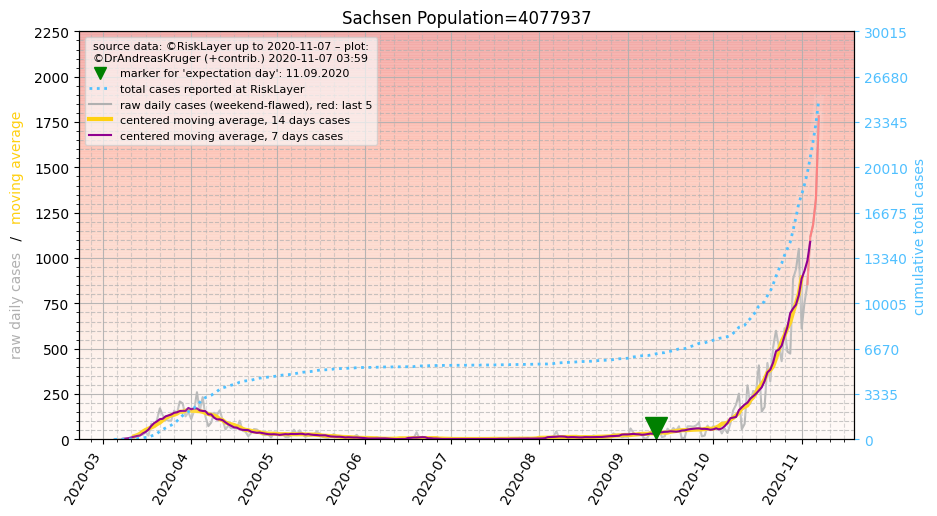 Sachsen Population=4077937
source data: ©RiskLayer up to 2020-11-07 – plot:
©DrAndreasKruger (+contrib.) 2020-11-07 03:59
marker for 'expectation day': 11.09.2020
total cases reported at RiskLayer
raw daily cases (weekend-flawed), red: last 5
centered moving average, 14 days cases
centered moving average, 7 days cases
raw daily cases / moving average
2250
2000
1750
1500
1250
1000
750
500
250
0
30015
26680
23345
20010
16675
13340
10005
6670
3335
0
cumulative total cases
2020-03
2020-04
2020-05
2020-06
2020-07
2020-08
2020-09
2020-10
2020-11